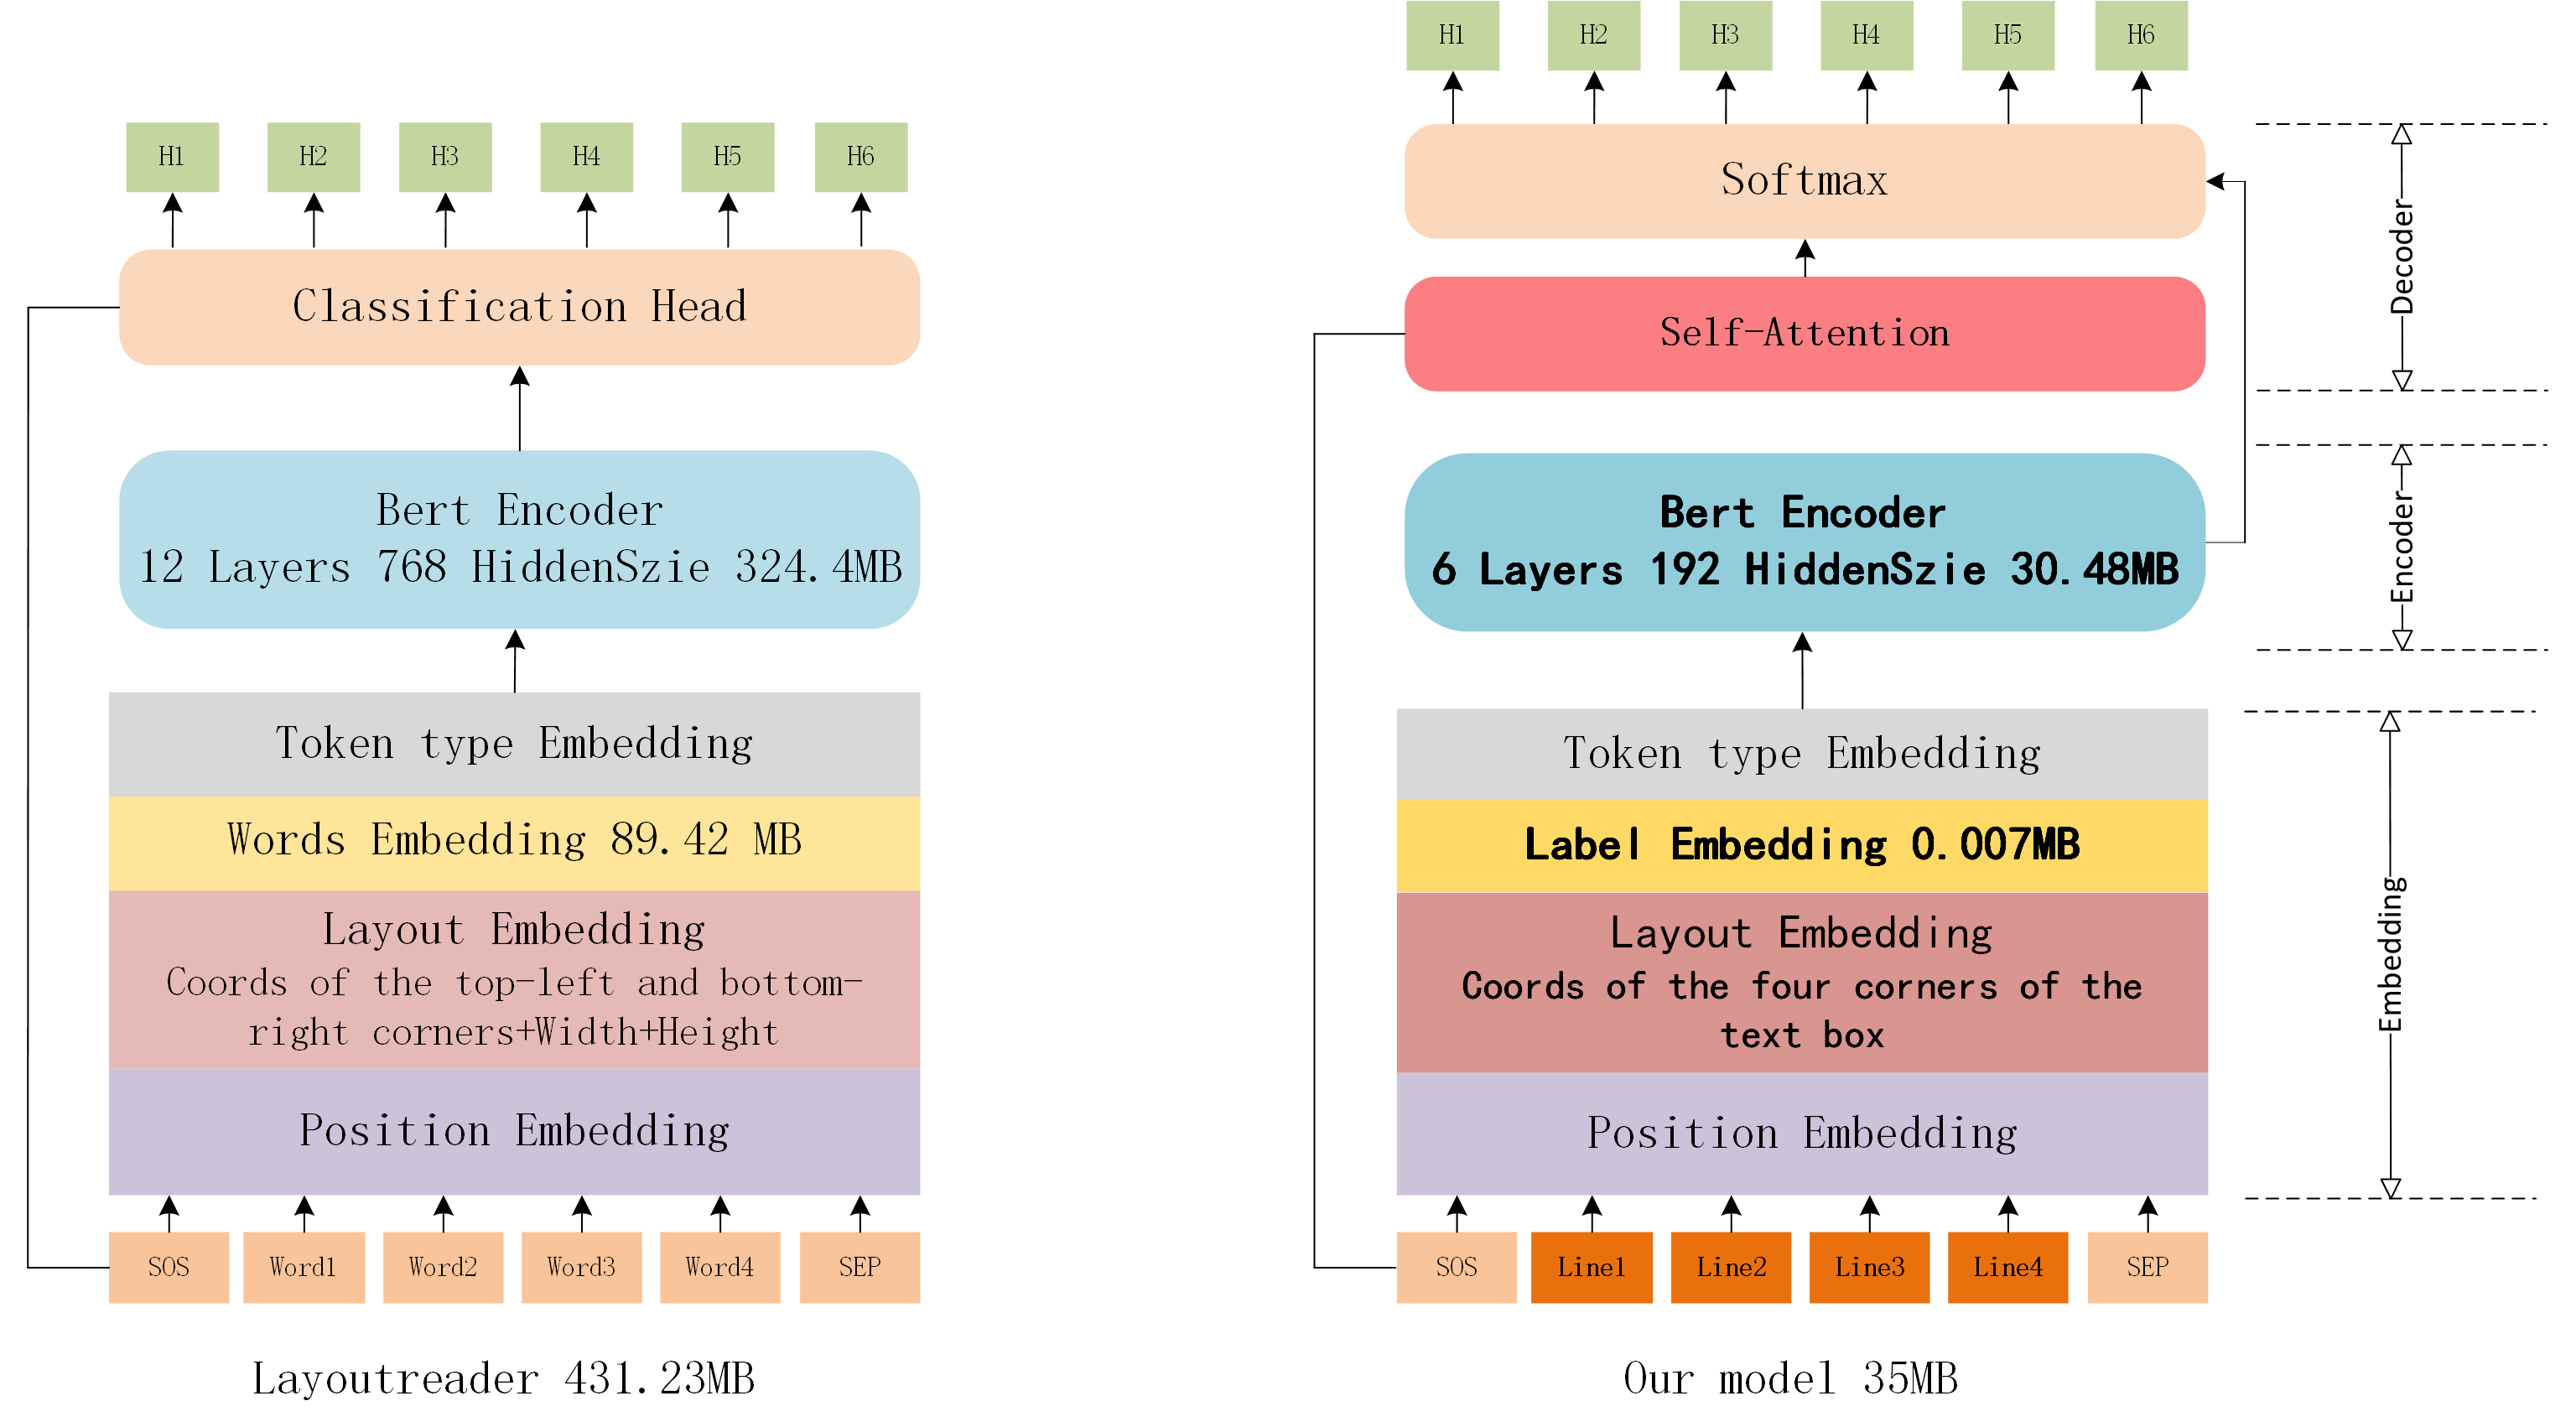 H1 H2 H3 H4 H5 H6
Classification Head
Bert Encoder
12 Layers 768 HiddenSzie 324.4MB
Token type Embedding
Words Embedding 89.42 MB
Layout Embedding
Coords of the top-left and bottom-
right corners+Width+Height
Position Embedding
SOS Word1 Word2 Word3 Word4 SEP
Layoutreader 431.23MB
H1 H2 H3 H4 H5 H6
Softmax
Self-Attention
Bert Encoder
6 Layers 192 HiddenSzie 30.48MB
Token type Embedding
Label Embedding 0.007MB
Layout Embedding
Coords of the four corners of the
text box
Position Embedding
SOS Line1 Line2 Line3 Line4 SEP
Our model 35MB
Decoder
Encoder
Embedding